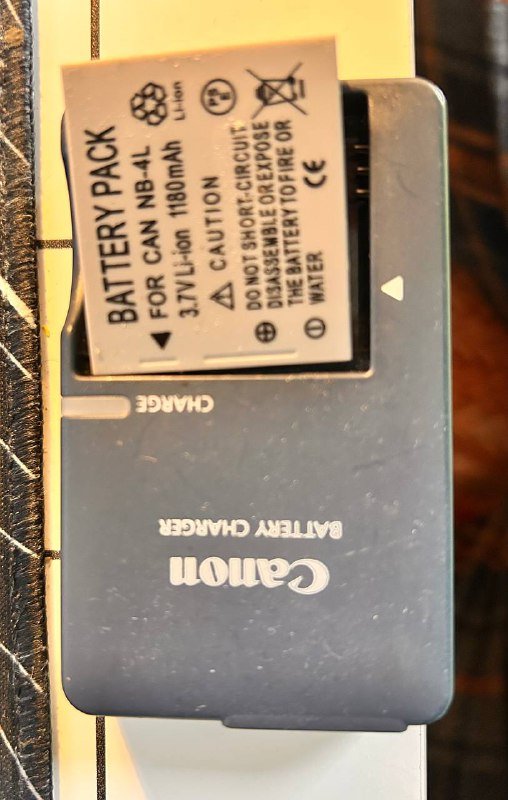 BATTERY PACK
FOR CAN NB-4L
3.7V Li-ion 1180mAh
Li-ion
CAUTION
DO NOT SHORT-CIRCUIT
DISASSEMBLE OR EXPOSE
THE BATTERY TO FIRE OR
WATER
CE
CHARGE
Canon
BATTERY CHARGER